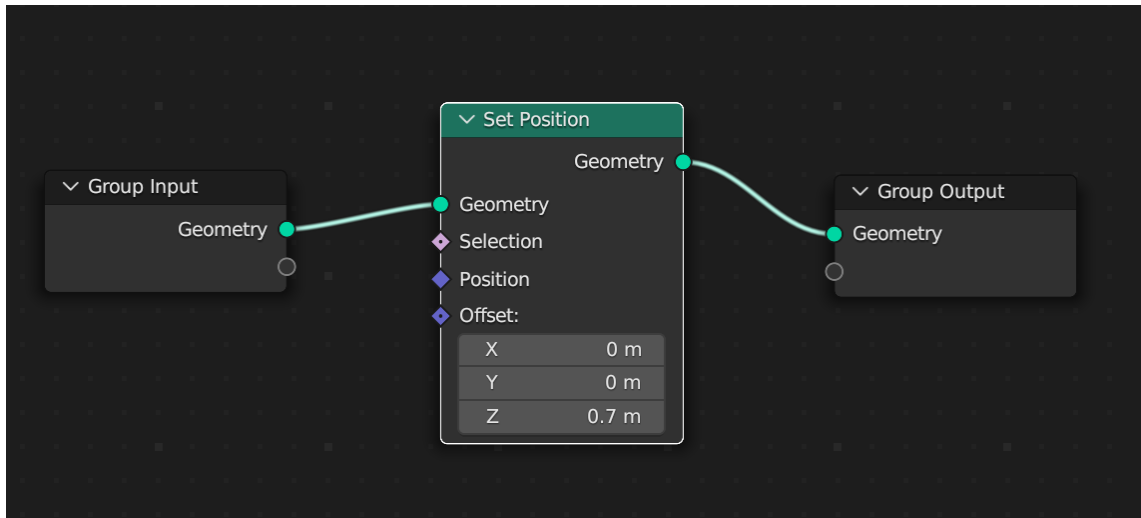 Group Input
Geometry
Set Position
Geometry
Geometry
Selection
Position
Offset:
X 0 m
Y 0 m
Z 0.7 m
Group Output
Geometry